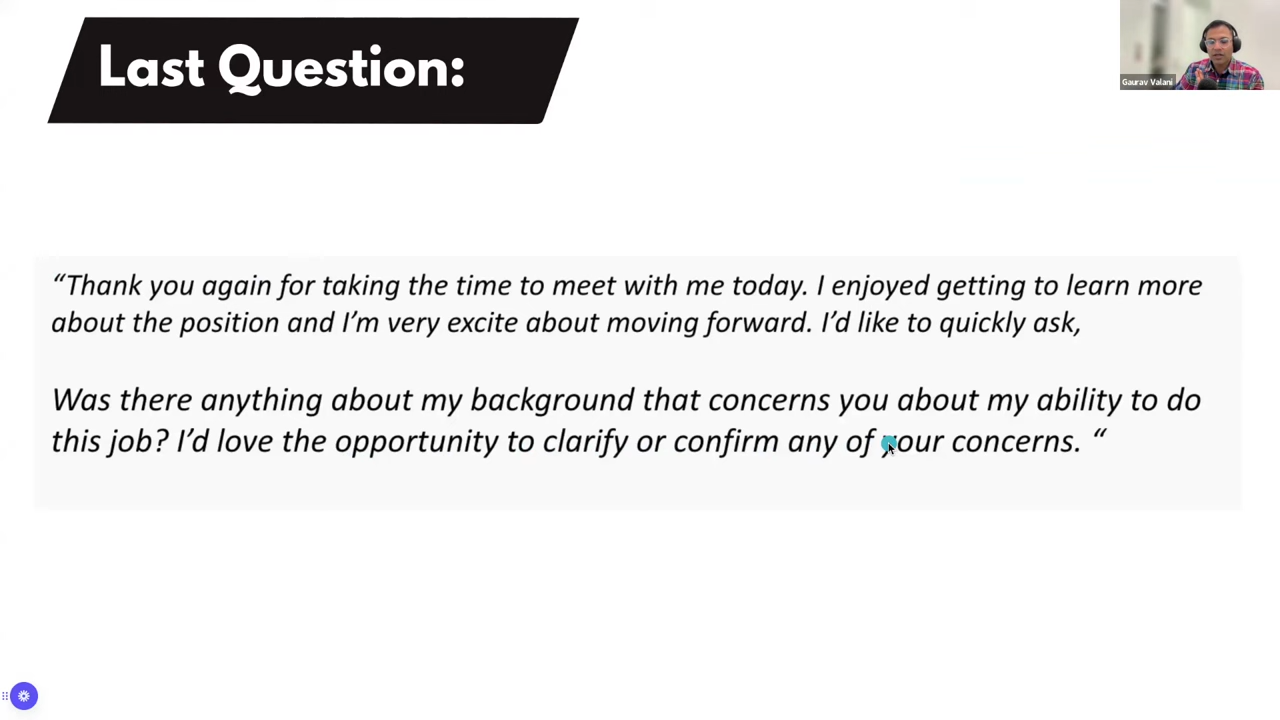 Last Question:
Gaurav Valani
“Thank you again for taking the time to meet with me today. I enjoyed getting to learn more
about the position and I’m very excite about moving forward. I’d like to quickly ask,
Was there anything about my background that concerns you about my ability to do
this job? I’d love the opportunity to clarify or confirm any of your concerns. “